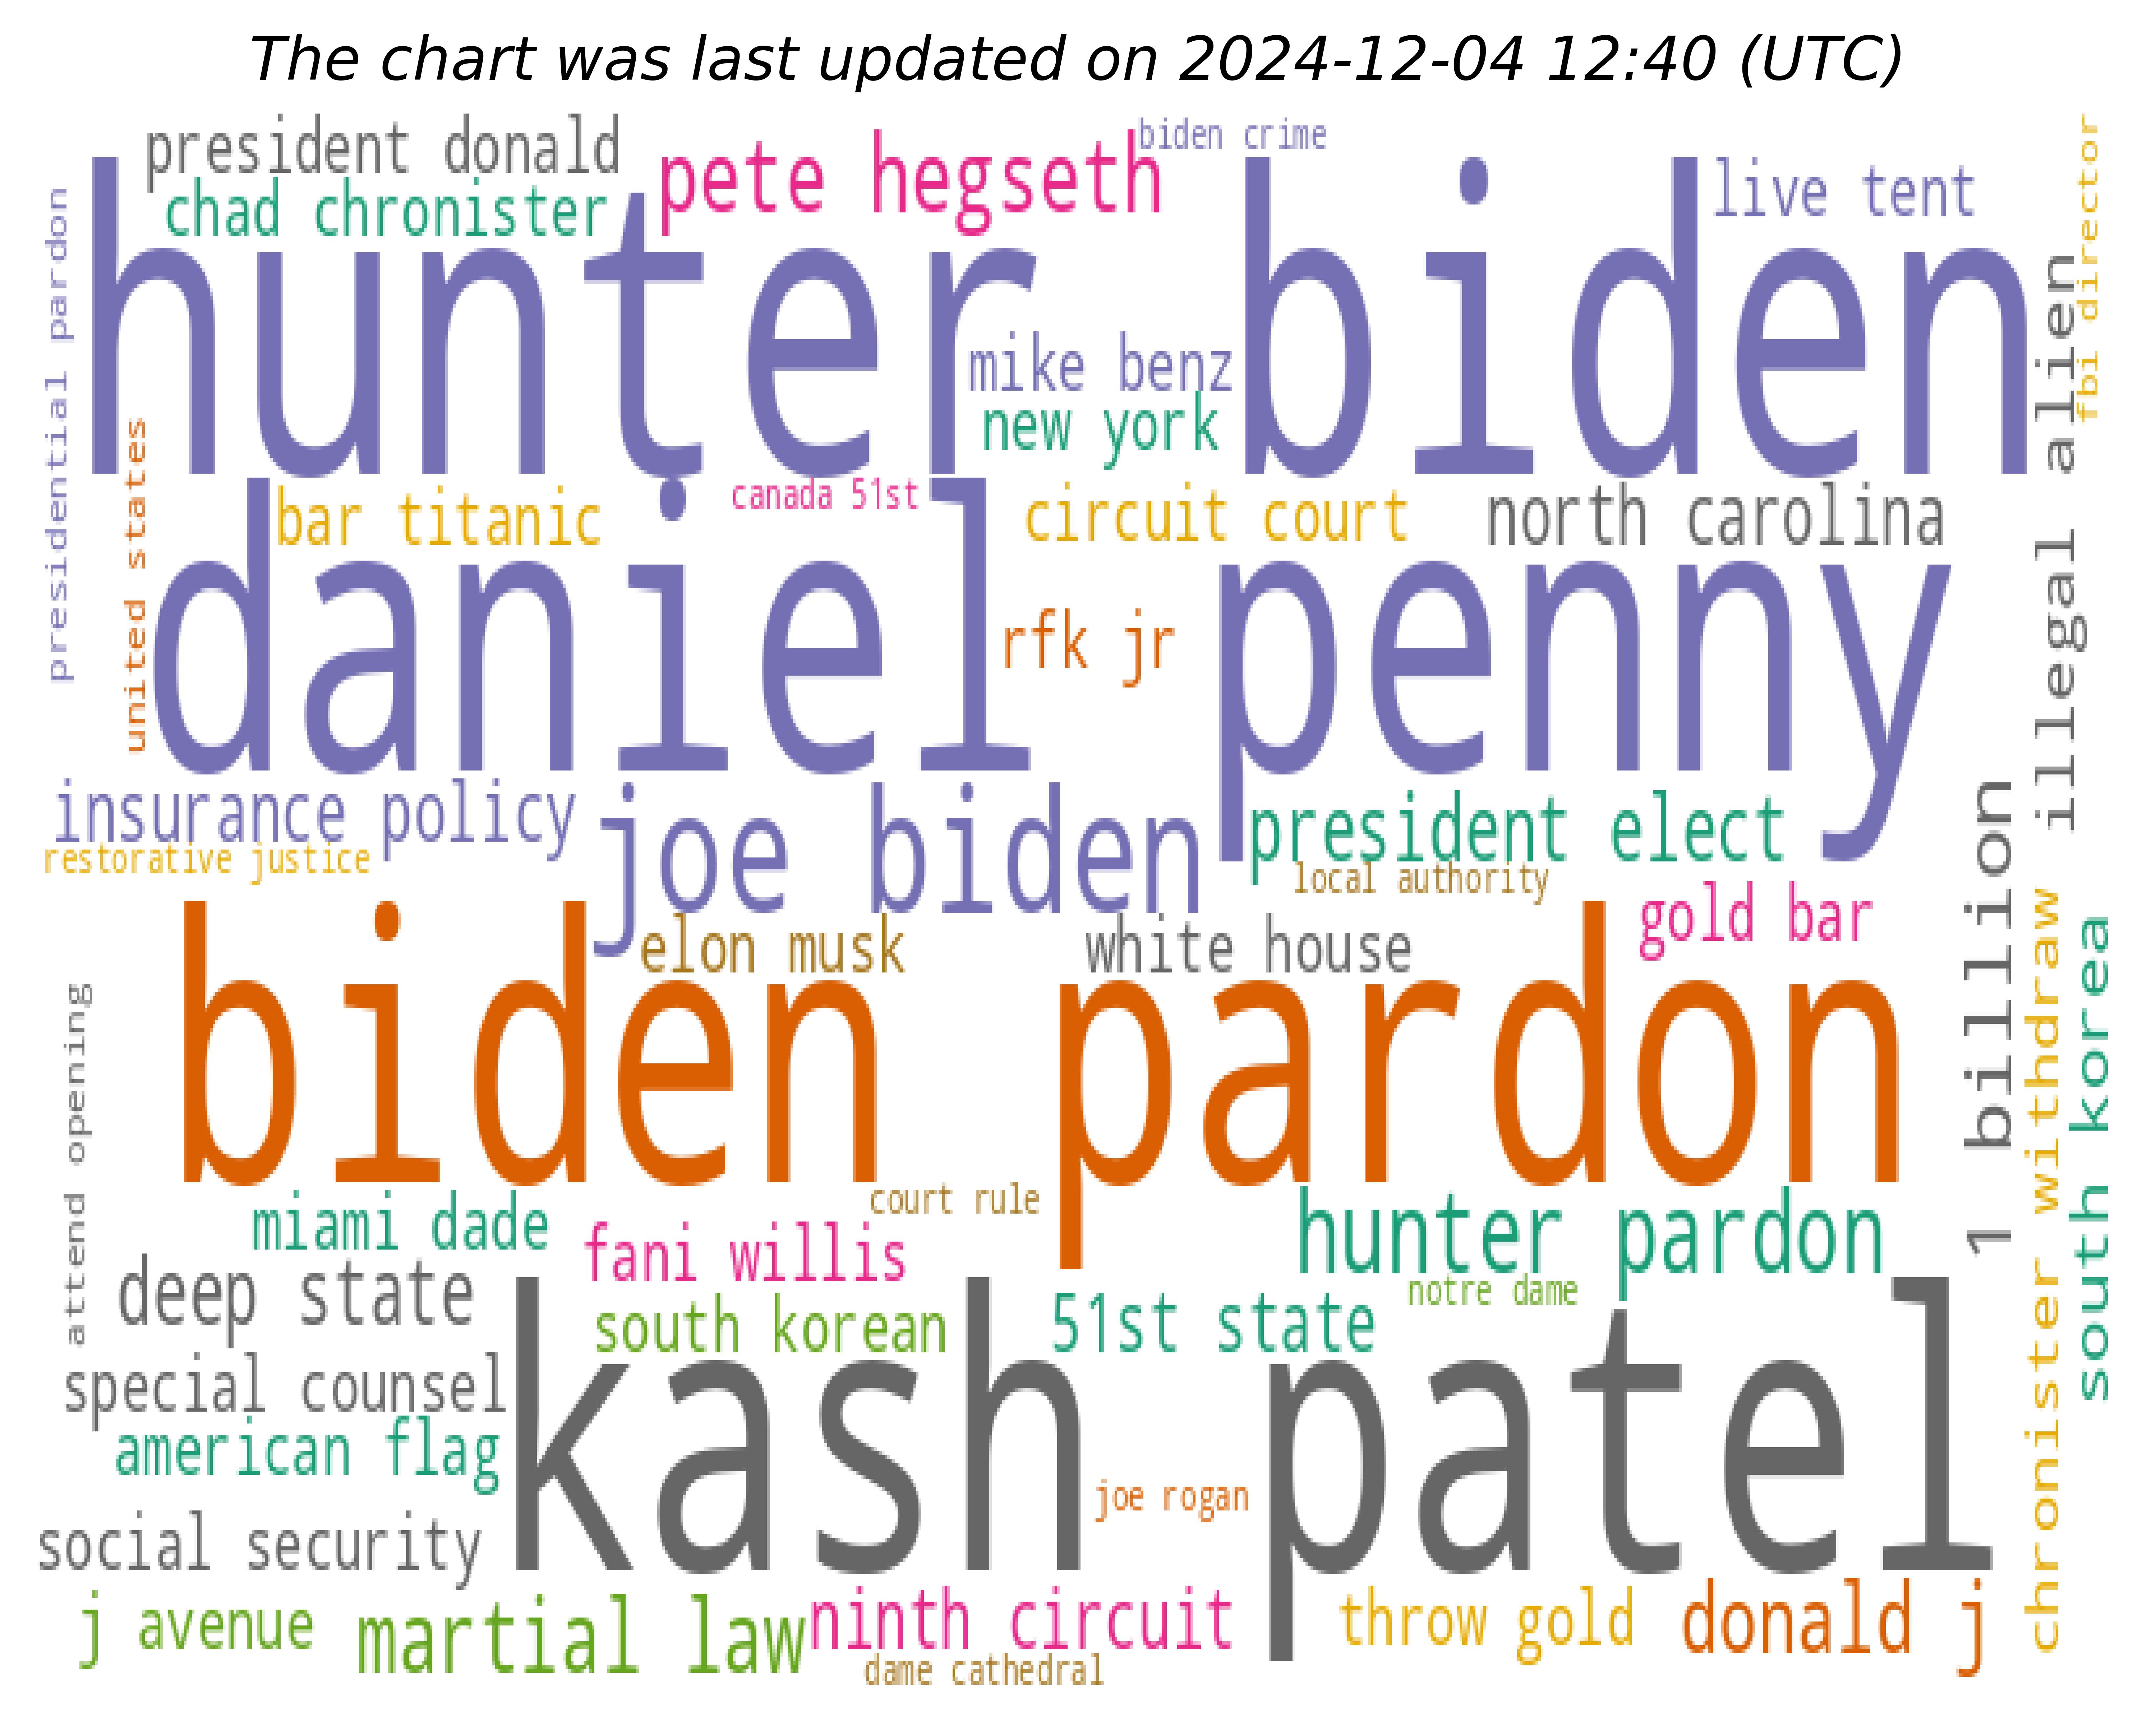 The chart was last updated on 2024-12-04 12:40 (UTC)
president donald
pete hegseth
biden crime
live tent
fbi director
chad chronister
presidential pardon
hunter biden
illegal alien
mike benz
new york
united states
bar titanic
canada 51st
circuit court
north carolina
daniel penny
rfk jr
insurance policy
joe biden
president elect
1 billion
restorative justice
local authority
gold bar
chronister withdraw
south korea
elon musk
white house
biden pardon
attend opening
miami dade
court rule
hunter pardon
fani willis
deep state
notre dame
south korean
51st state
kash patel
special counsel
american flag
joe rogan
social security
j avenue
martial law
ninth circuit
throw gold
donald j
dame cathedral